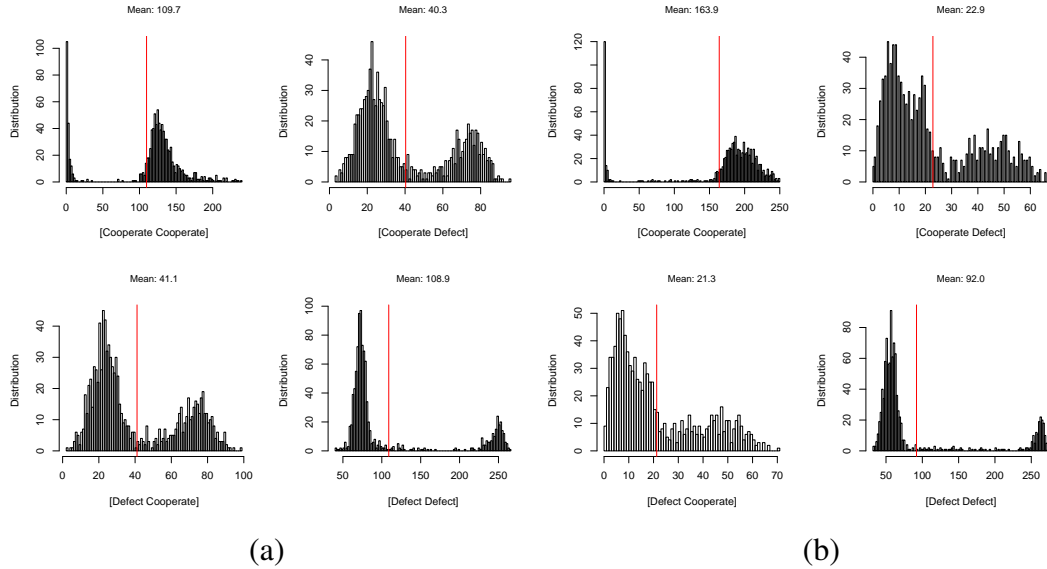 Mean: 109.7
Distribution
0 20 40 60 80 100
0 50 100 150 200
[Cooperate Cooperate]
Mean: 40.3
Distribution
0 10 20 30 40
0 20 40 60 80
[Cooperate Defect]
Mean: 163.9
Distribution
0 20 40 60 80 100 120
0 50 100 150 200 250
[Cooperate Cooperate]
Mean: 22.9
Distribution
0 10 20 30 40
0 10 20 30 40 50 60
[Cooperate Defect]
Mean: 41.1
Distribution
0 10 20 30 40
0 20 40 60 80 100
[Defect Cooperate]
Mean: 108.9
Distribution
0 20 40 60 80 100
50 100 150 200 250
[Defect Defect]
Mean: 21.3
Distribution
0 10 20 30 40 50
0 10 20 30 40 50 60 70
[Defect Cooperate]
Mean: 92.0
Distribution
0 20 40 60 80
50 100 150 200 250
[Defect Defect]
(a)
(b)